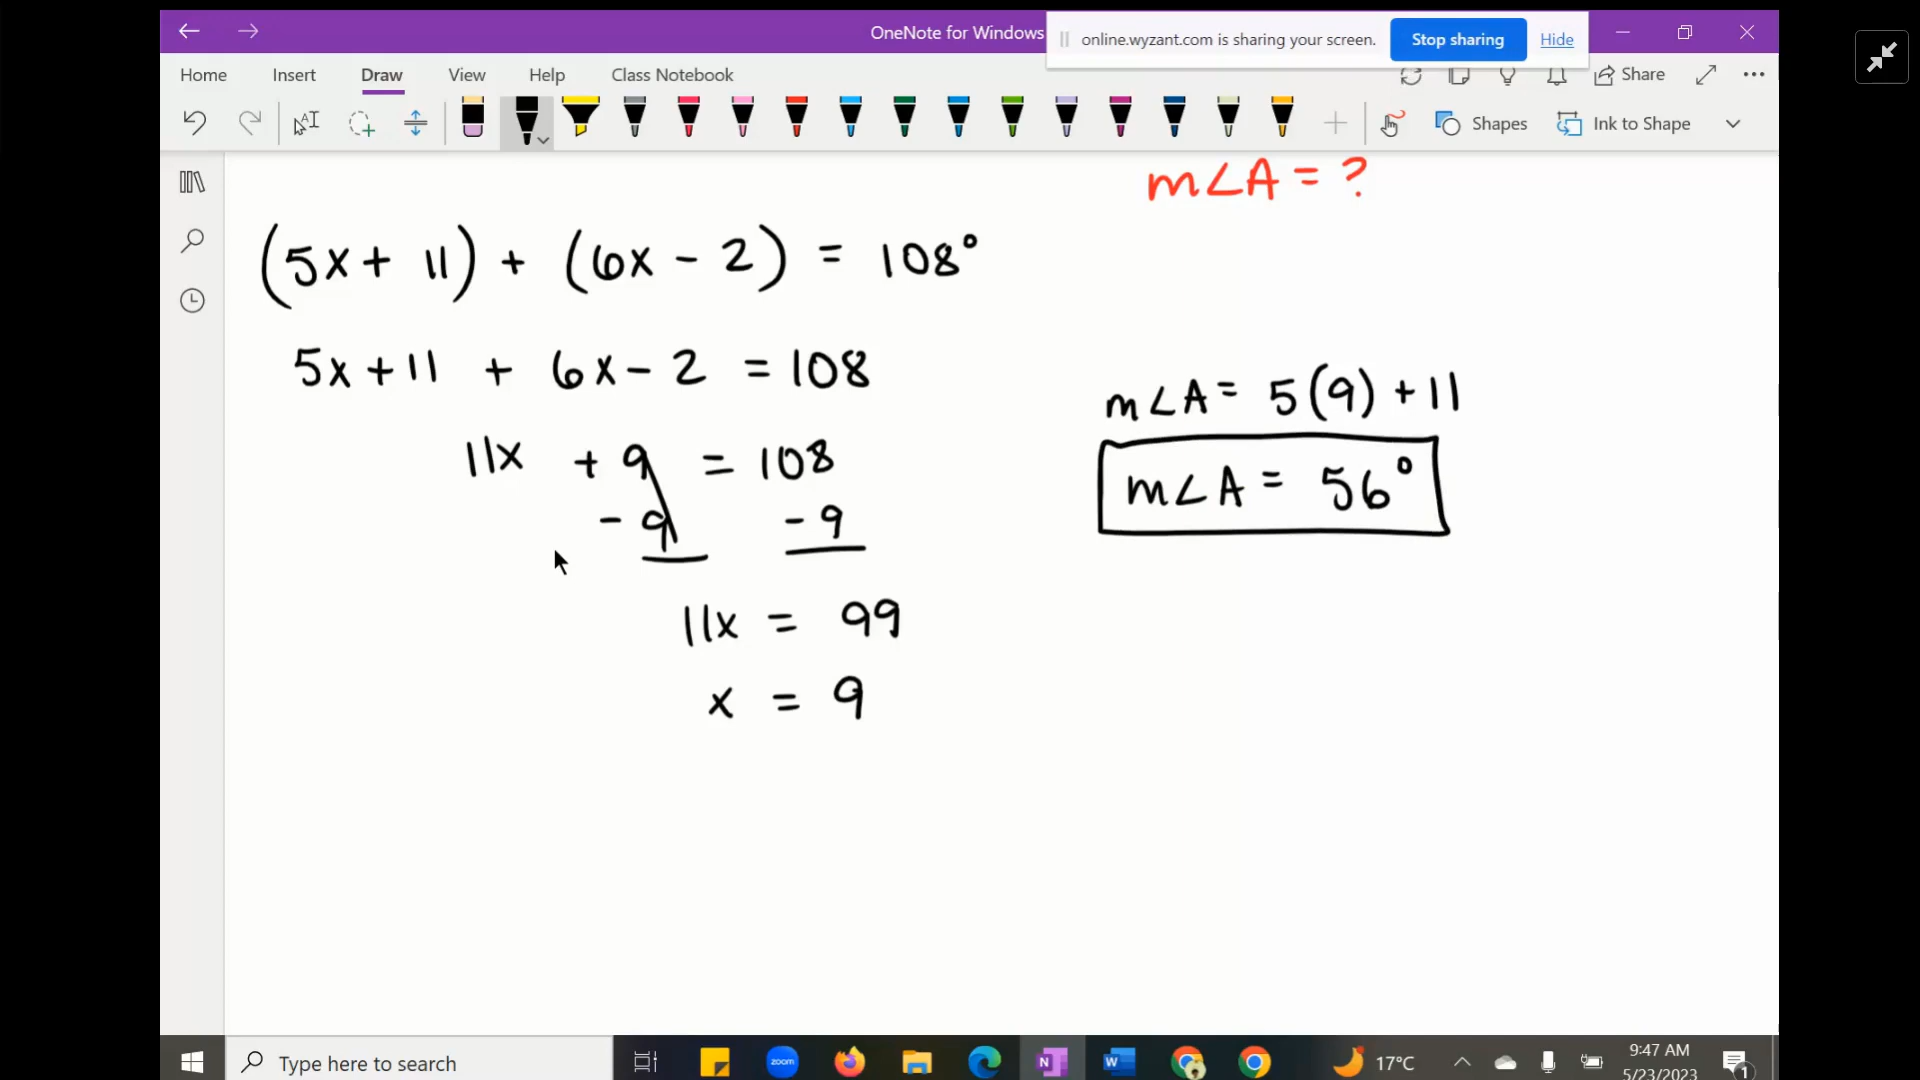 OneNote for Windows
online.wyzant.com is sharing your screen. Stop sharing Hide
Home Insert Draw View Help Class Notebook Share
Shapes Ink to Shape
m∠A = ?
(5x + 11) + (6x - 2) = 108°
5x + 11 + 6x - 2 = 108
m∠A = 5(9) + 11
11x + 9 = 108
m∠A = 56°
- 9 - 9
11x = 99
x = 9
Type here to search
zoom
17°C
9:47 AM
5/23/2023
1